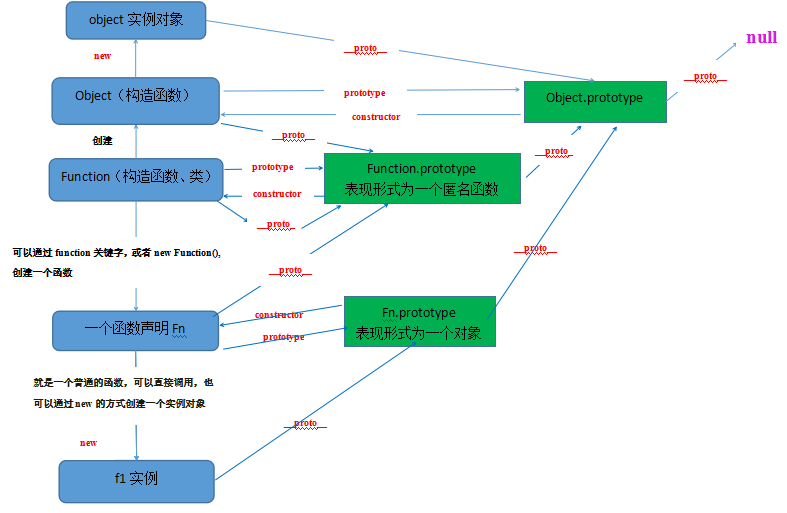 object 实例对象
null
__proto__
new
__proto__
Object（构造函数）
prototype
Object.prototype
constructor
创建
__proto__
__proto__
Function（构造函数、类）
prototype
Function.prototype
表现形式为一个匿名函数
constructor
__proto__
可以通过 function 关键字，或者 new Function(),
创建一个函数
__proto__
__proto__
一个函数声明 Fn
constructor
prototype
Fn.prototype
表现形式为一个对象
就是一个普通的函数，可以直接调用，也
可以通过 new 的方式创建一个实例对象
__proto__
new
f1 实例